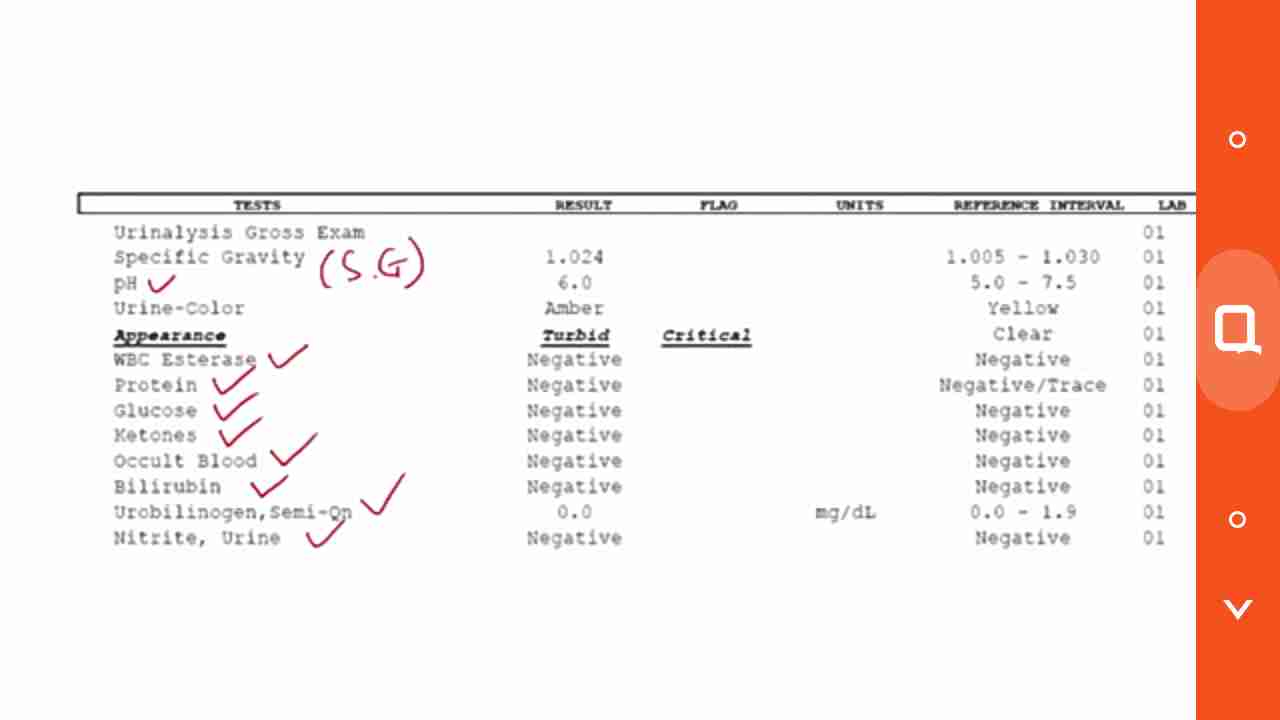 TESTS RESULT FLAG UNITS REFERENCE INTERVAL LAB
Urinalysis Gross Exam 01
Specific Gravity (S.G) 1.024 1.005 - 1.030 01
pH 6.0 5.0 - 7.5 01
Urine-Color Amber Yellow 01
Appearance Turbid Critical Clear 01
WBC Esterase Negative Negative 01
Protein Negative Negative/Trace 01
Glucose Negative Negative 01
Ketones Negative Negative 01
Occult Blood Negative Negative 01
Bilirubin Negative Negative 01
Urobilinogen,Semi-Qn 0.0 mg/dL 0.0 - 1.9 01
Nitrite, Urine Negative Negative 01